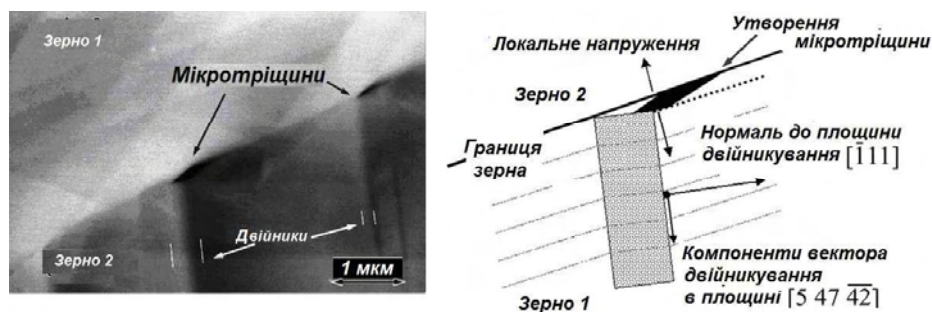 Зерно 1
Мікротріщини
Двійники
Зерно 2
1 мкм
Утворення
мікротріщини
Локальне напруження
Зерно 2
Границя
зерна
Нормаль до площини
двійникування [1̅11]
Компоненти вектора
двійникування
в площині [5 47 4̅2̅]
Зерно 1